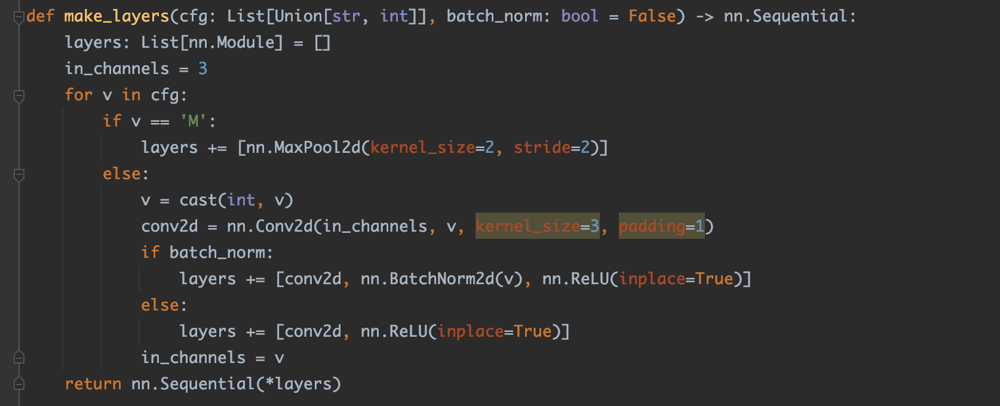 def make_layers(cfg: List[Union[str, int]], batch_norm: bool = False) -> nn.Sequential:
    layers: List[nn.Module] = []
    in_channels = 3
    for v in cfg:
        if v == 'M':
            layers += [nn.MaxPool2d(kernel_size=2, stride=2)]
        else:
            v = cast(int, v)
            conv2d = nn.Conv2d(in_channels, v, kernel_size=3, padding=1)
            if batch_norm:
                layers += [conv2d, nn.BatchNorm2d(v), nn.ReLU(inplace=True)]
            else:
                layers += [conv2d, nn.ReLU(inplace=True)]
            in_channels = v
    return nn.Sequential(*layers)